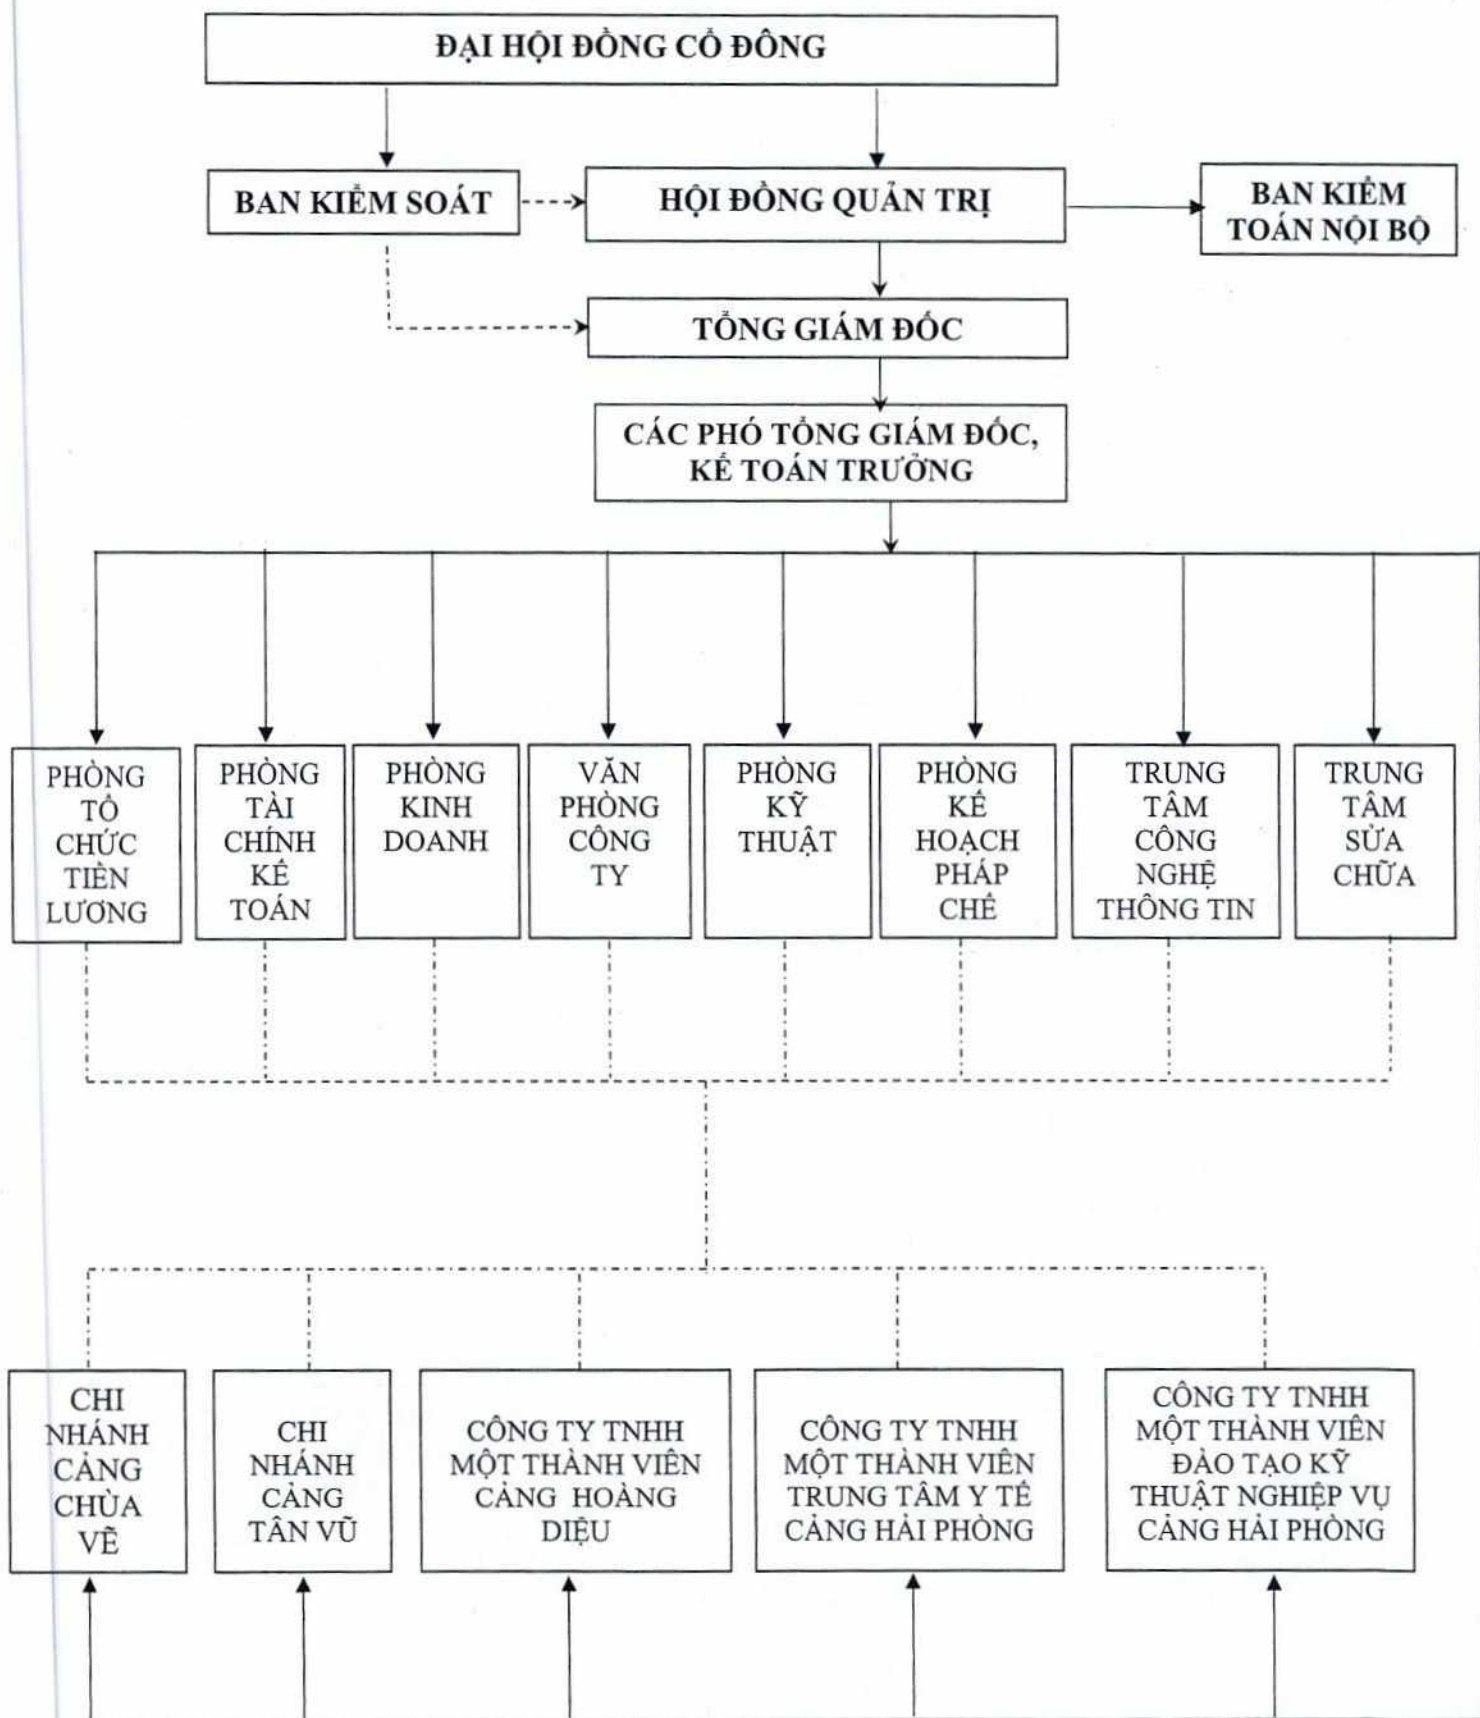 ĐẠI HỘI ĐỒNG CỔ ĐÔNG
BAN KIỂM SOÁT
HỘI ĐỒNG QUẢN TRỊ
BAN KIỂM
TOÁN NỘI BỘ
TỔNG GIÁM ĐỐC
CÁC PHÓ TỔNG GIÁM ĐỐC,
KẾ TOÁN TRƯỞNG
PHÒNG
TỔ
CHỨC
TIỀN
LƯƠNG
PHÒNG
TÀI
CHÍNH
KẾ
TOÁN
PHÒNG
KINH
DOANH
VĂN
PHÒNG
CÔNG
TY
PHÒNG
KỸ
THUẬT
PHÒNG
KẾ
HOẠCH
PHÁP
CHẾ
TRUNG
TÂM
CÔNG
NGHỆ
THÔNG TIN
TRUNG
TÂM
SỬA
CHỮA
CHI
NHÁNH
CẢNG
CHÙA
VẼ
CHI
NHÁNH
CẢNG
TÂN VŨ
CÔNG TY TNHH
MỘT THÀNH VIÊN
CẢNG HOÀNG
DIỆU
CÔNG TY TNHH
MỘT THÀNH VIÊN
TRUNG TÂM Y TẾ
CẢNG HẢI PHÒNG
CÔNG TY TNHH
MỘT THÀNH VIÊN
ĐÀO TẠO KỸ
THUẬT NGHIỆP VỤ
CẢNG HẢI PHÒNG